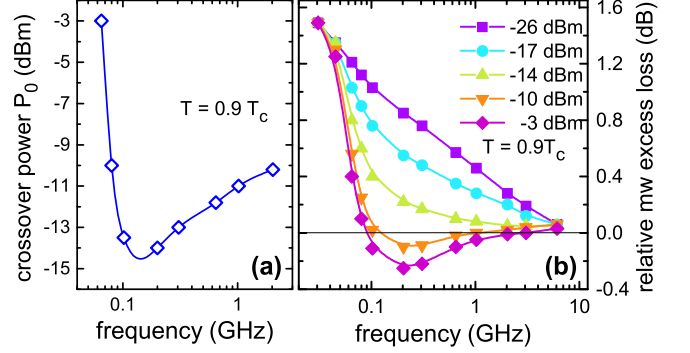 crossover power P0 (dBm)
-3
-5
-7
-9
-11
-13
-15
T = 0.9 Tc
(a)
0.1
1
frequency (GHz)
-26 dBm
-17 dBm
-14 dBm
-10 dBm
-3 dBm
T = 0.9Tc
(b)
0.1
1
10
frequency (GHz)
1.6
1.2
0.8
0.4
0.0
-0.4
relative mw excess loss (dB)